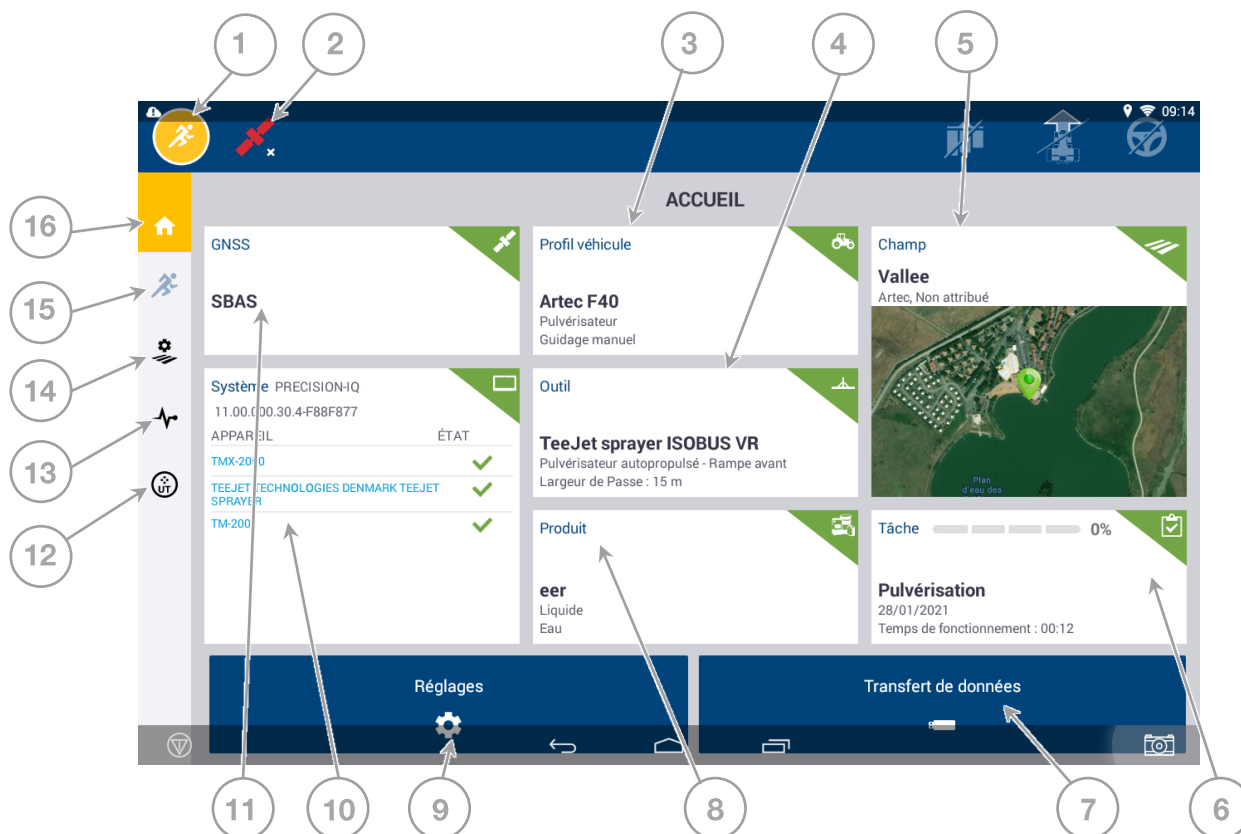 1 2 3 4 5
09:14
ACCUEIL
16
GNSS
SBAS
Profil véhicule
Artec F40
Pulvérisateur
Guidage manuel
Champ
Vallee
Artec, Non attribué
Plan
d'eau des
15
14
13
12
Système PRECISION-IQ
11.00.000.30.4-F88F877
APPAREIL ÉTAT
TMX-2050
TEEJET TECHNOLOGIES DENMARK TEEJET
SPRAYER
TM-200
Outil
TeeJet sprayer ISOBUS VR
Pulvérisateur autopropulsé - Rampe avant
Largeur de Passe : 15 m
Produit
eer
Liquide
Eau
Tâche 0%
Pulvérisation
28/01/2021
Temps de fonctionnement : 00:12
UT
Réglages
Transfert de données
11 10 9 8 7 6